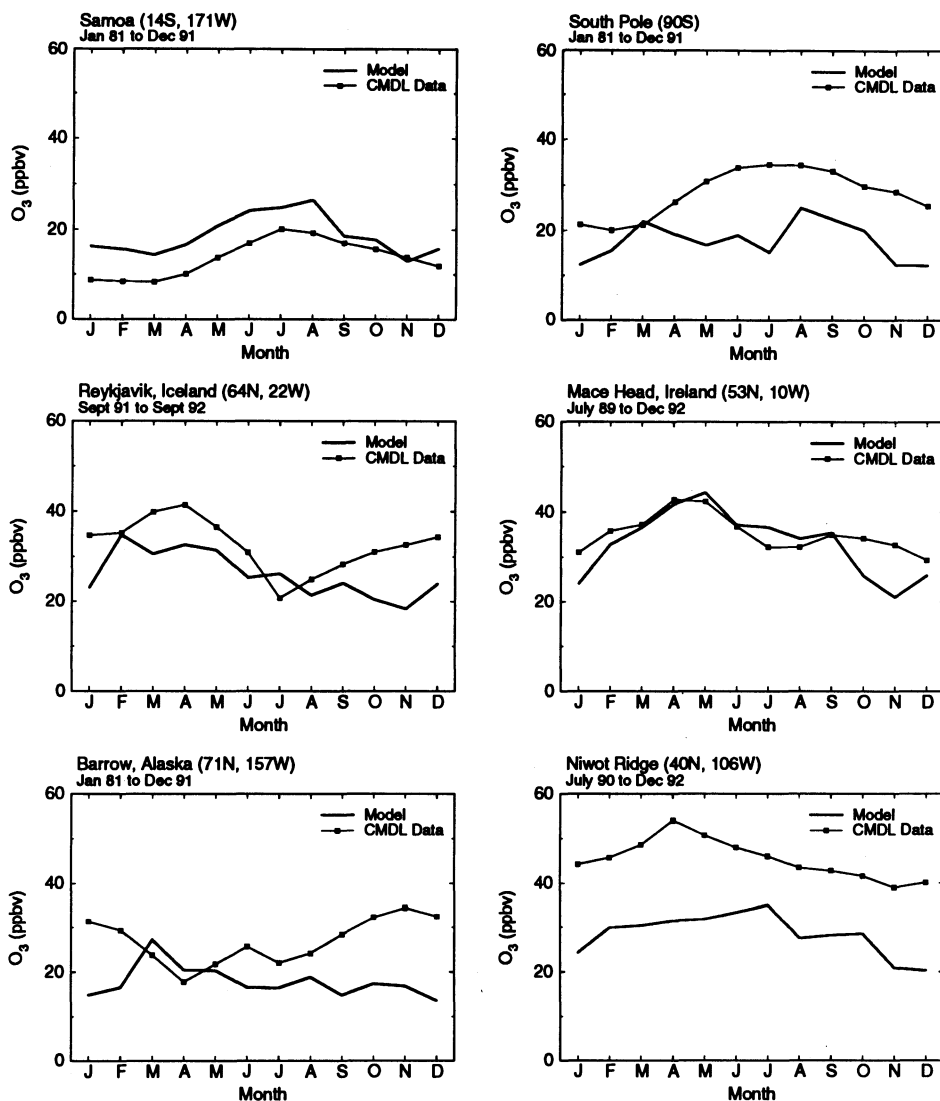 Samoa (14S, 171W)
Jan 81 to Dec 91
60
40
20
0
O₃ (ppbv)
Model
CMDL Data
J F M A M J J A S O N D
Month
South Pole (90S)
Jan 81 to Dec 91
60
40
20
0
O₃ (ppbv)
Model
CMDL Data
J F M A M J J A S O N D
Month
Reykjavik, Iceland (64N, 22W)
Sept 91 to Sept 92
60
40
20
0
O₃ (ppbv)
Model
CMDL Data
J F M A M J J A S O N D
Month
Mace Head, Ireland (53N, 10W)
July 89 to Dec 92
60
40
20
0
O₃ (ppbv)
Model
CMDL Data
J F M A M J J A S O N D
Month
Barrow, Alaska (71N, 157W)
Jan 81 to Dec 91
60
40
20
0
O₃ (ppbv)
Model
CMDL Data
J F M A M J J A S O N D
Month
Niwot Ridge (40N, 106W)
July 90 to Dec 92
60
40
20
0
O₃ (ppbv)
Model
CMDL Data
J F M A M J J A S O N D
Month